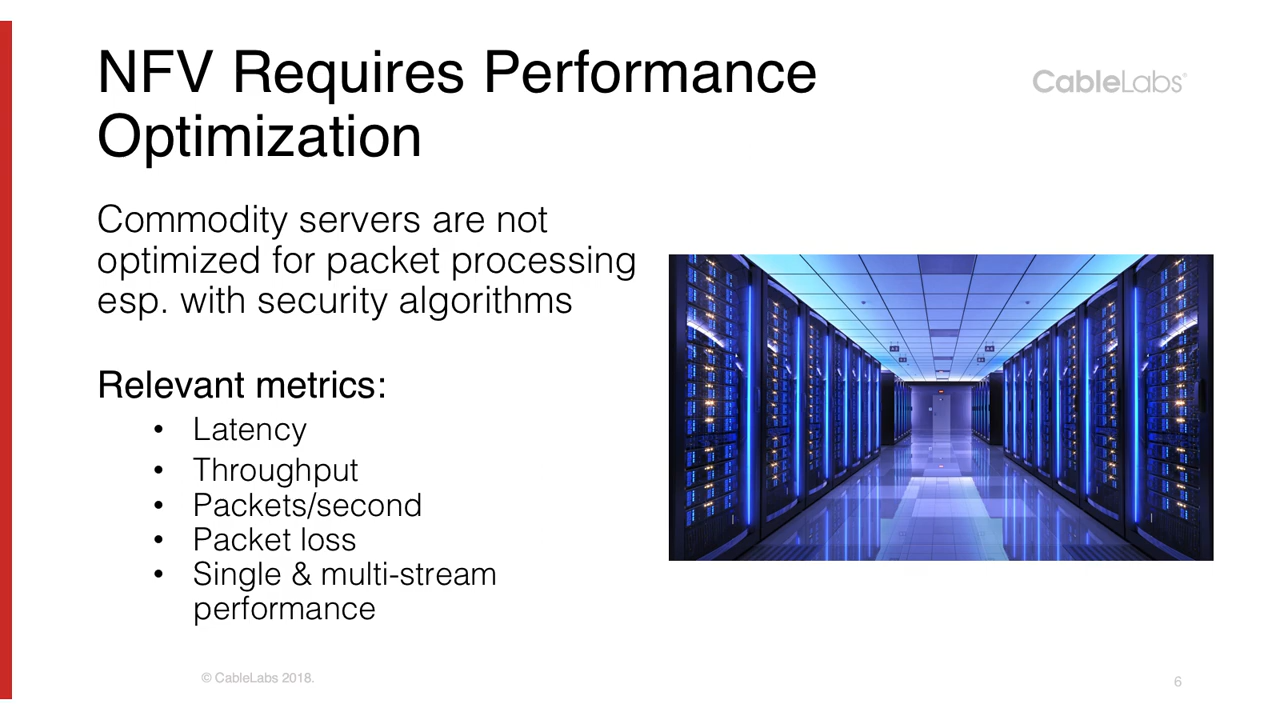 NFV Requires Performance
Optimization
CableLabs®
Commodity servers are not
optimized for packet processing
esp. with security algorithms
Relevant metrics:
• Latency
• Throughput
• Packets/second
• Packet loss
• Single & multi-stream
performance
© CableLabs 2018.
6